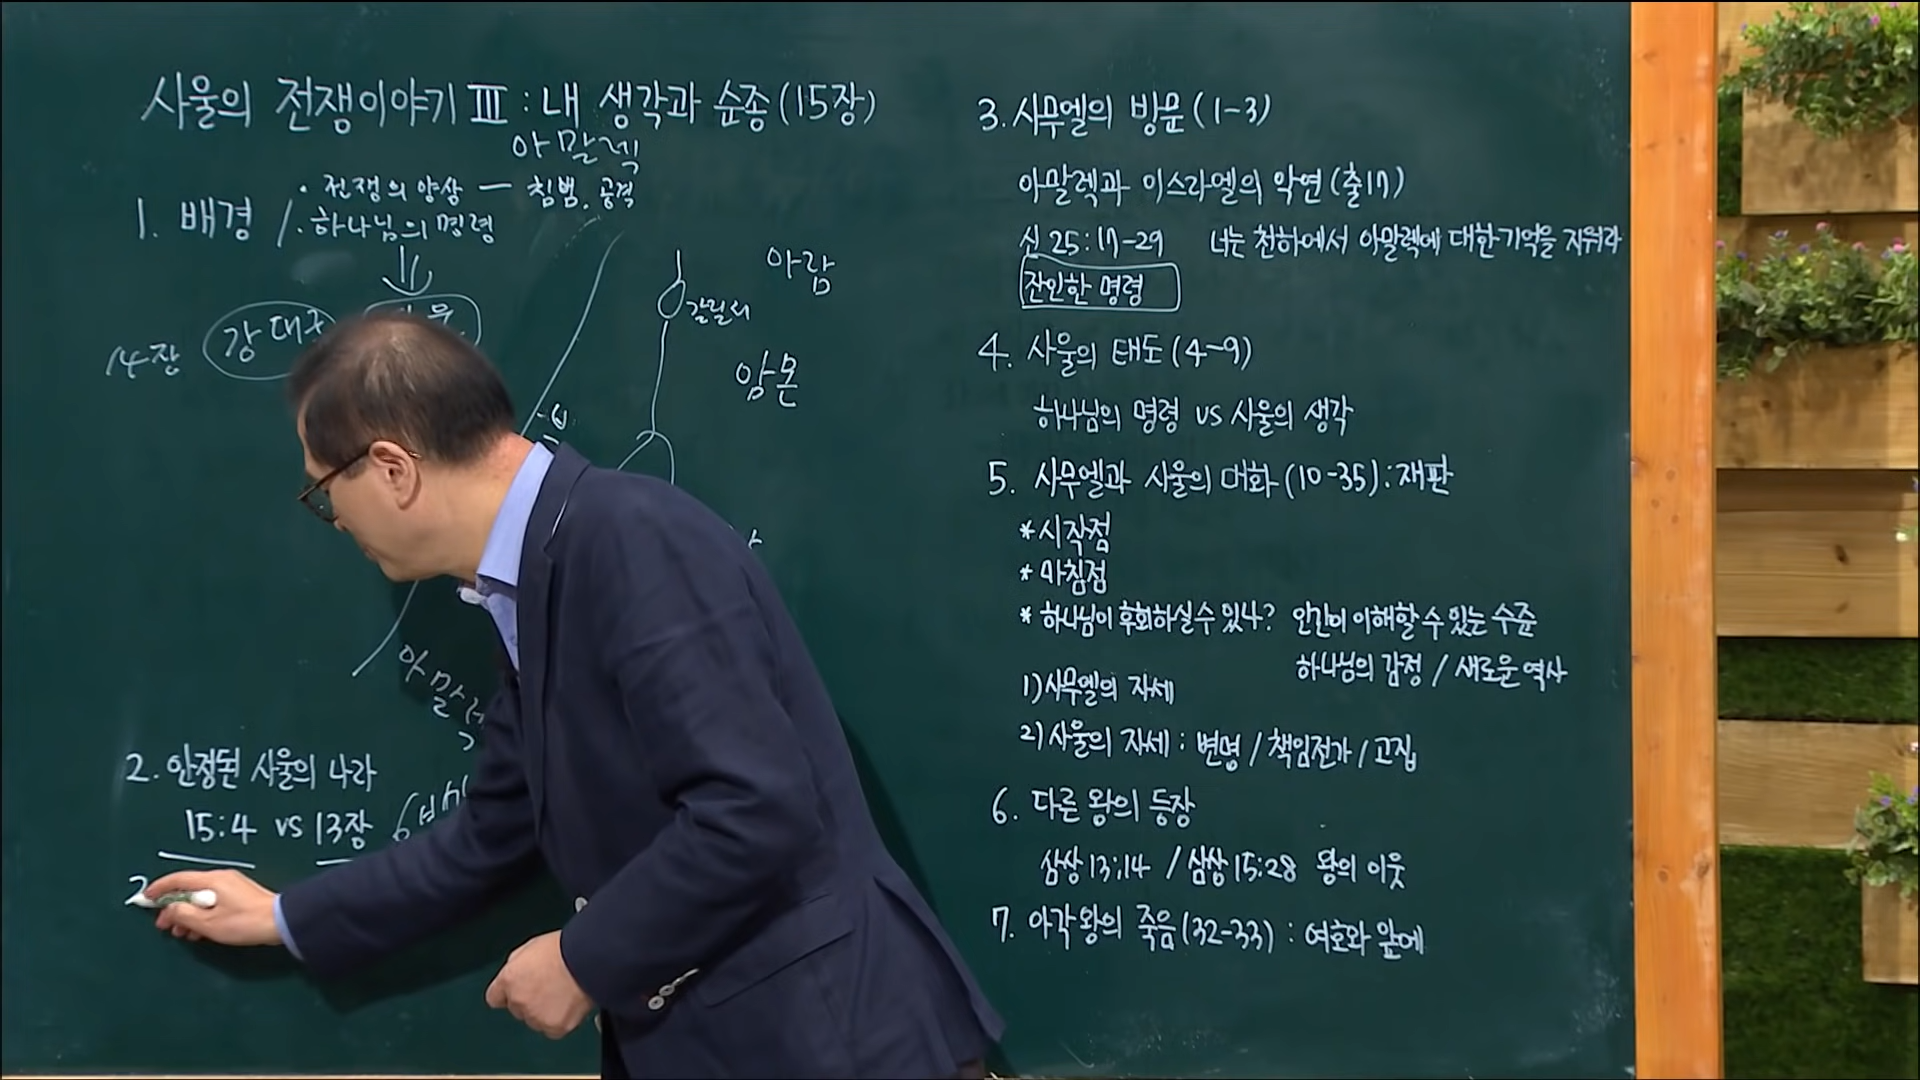 사울의 전쟁이야기 Ⅲ : 내 생각과 순종(15장)
아말렉
1. 배경 / · 전쟁의 양상 — 침범, 공격
· 하나님의 명령
14장
아람
갈릴리
암몬
2. 안정된 사울의 나라
15:4 vs 13장
3. 사무엘의 방문(1-3)
아말렉과 이스라엘의 악연(출17)
신 25:17-29 너는 천하에서 아말렉에 대한 기억을 지워라
잔인한 명령
4. 사울의 태도(4-9)
하나님의 명령 vs 사울의 생각
5. 사무엘과 사울의 대화(10-35): 재판
* 시작점
* 마침점
* 하나님이 후회하실 수 있나? 인간이 이해할 수 있는 수준
하나님의 감정 / 새로운 역사
1) 사무엘의 자세
2) 사울의 자세 : 변명 / 책임전가 / 고집
6. 다른 왕의 등장
삼상 13:14 / 삼상 15:28 왕의 이웃
7. 아각왕의 죽음(32-33) : 여호와 앞에